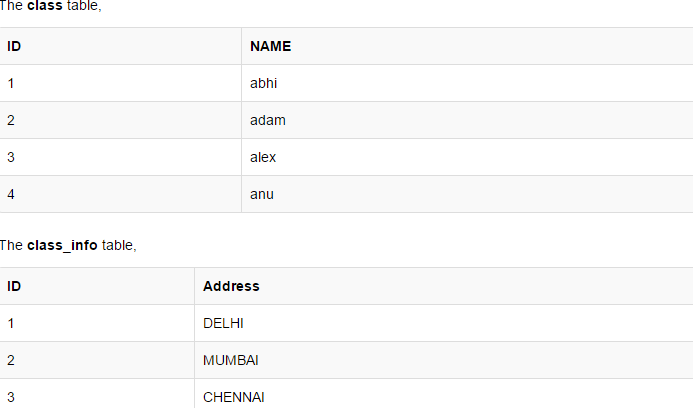 The class table,
ID NAME
1 abhi
2 adam
3 alex
4 anu
The class_info table,
ID Address
1 DELHI
2 MUMBAI
3 CHENNAI